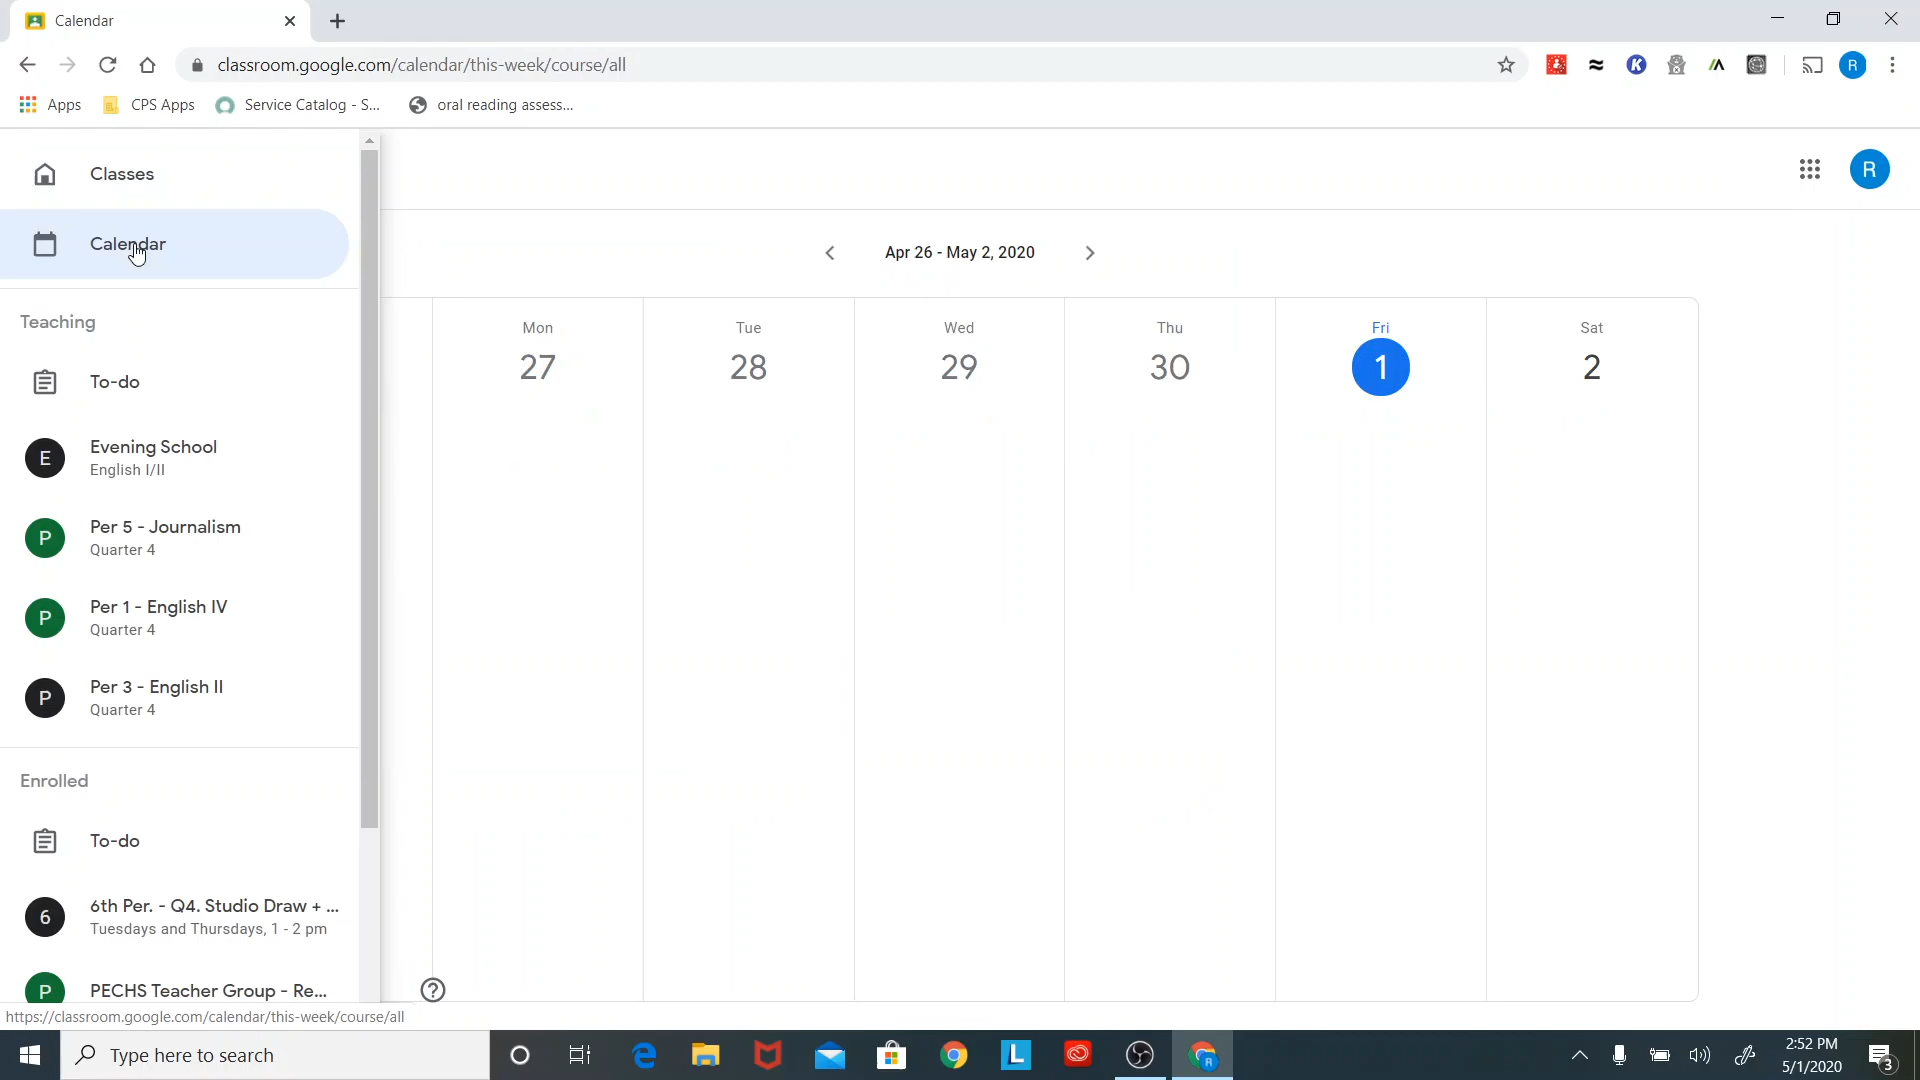 Calendar
classroom.google.com/calendar/this-week/course/all
R
Apps
CPS Apps
Service Catalog - S...
oral reading assess...
Classes
Calendar
Teaching
To-do
E
Evening School
English I/II
P
Per 5 - Journalism
Quarter 4
P
Per 1 - English IV
Quarter 4
P
Per 3 - English II
Quarter 4
Enrolled
To-do
6
6th Per. - Q4. Studio Draw + ...
Tuesdays and Thursdays, 1 - 2 pm
P
PECHS Teacher Group - Re...
R
Apr 26 - May 2, 2020
Mon
27
Tue
28
Wed
29
Thu
30
Fri
1
Sat
2
https://classroom.google.com/calendar/this-week/course/all
Type here to search
2:52 PM
5/1/2020
3